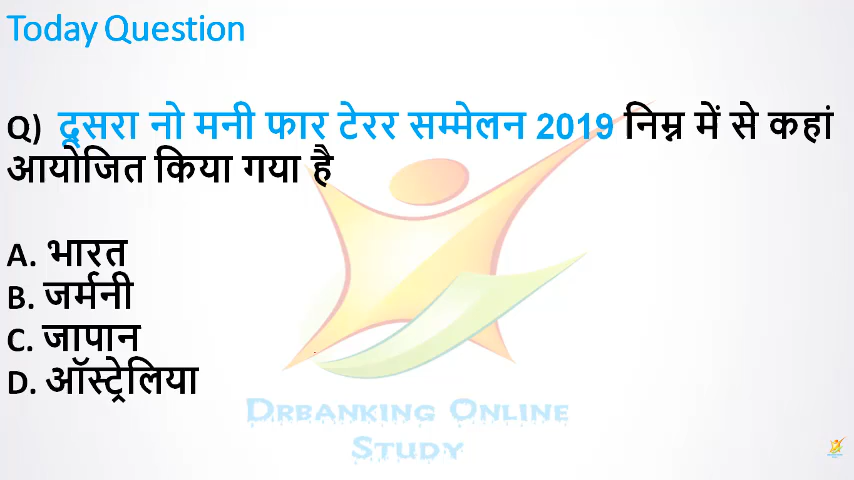 Today Question
Q) दूसरा नो मनी फार टेरर सम्मेलन 2019 निम्न में से कहां
आयोजित किया गया है
A. भारत
B. जर्मनी
C. जापान
D. ऑस्ट्रेलिया
DRBANKING ONLINE
STUDY